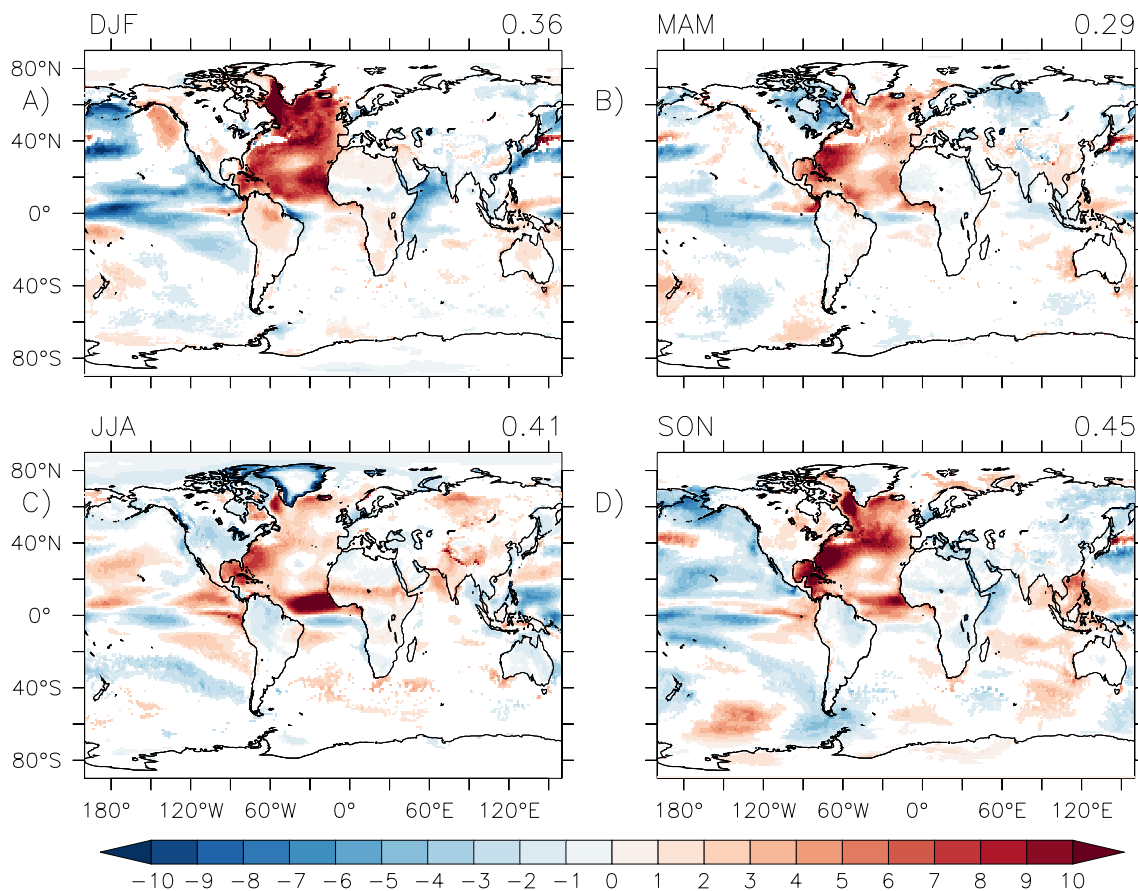 DJF 0.36 MAM 0.29
80°N
A) B)
40°N
0°
40°S
80°S
JJA 0.41 SON 0.45
80°N
C) D)
40°N
0°
40°S
80°S
180° 120°W 60°W 0° 60°E 120°E 180° 120°W 60°W 0° 60°E 120°E
−10 −9 −8 −7 −6 −5 −4 −3 −2 −1 0 1 2 3 4 5 6 7 8 9 10